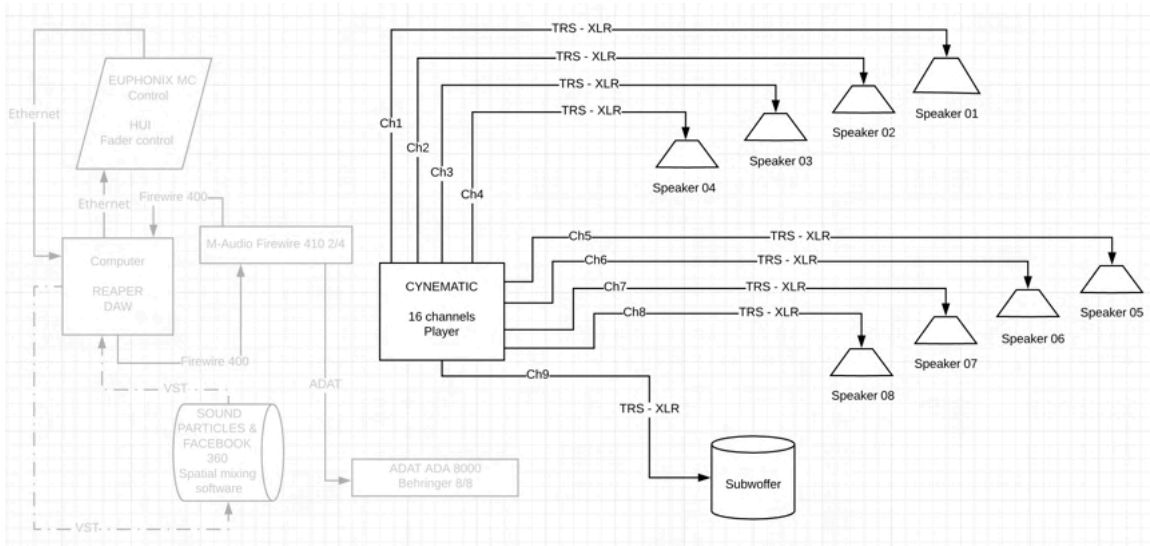 TRS - XLR
TRS - XLR
TRS - XLR
TRS - XLR
Ch1
Ch2
Ch3
Ch4
Speaker 01
Speaker 02
Speaker 03
Speaker 04
EUPHONIX MC
Control
HUI
Fader control
Ethernet
Ethernet
Firewire 400
M-Audio Firewire 410 2/4
Computer
REAPER
DAW
Firewire 400
VST
ADAT
SOUND
PARTICLES &
FACEBOOK
360
Spatial mixing
software
VST
ADAT ADA 8000
Behringer 8/8
CYNEMATIC
16 channels
Player
Ch5
TRS - XLR
Ch6
TRS - XLR
Ch7
TRS - XLR
Ch8
TRS - XLR
Speaker 05
Speaker 06
Speaker 07
Speaker 08
Ch9
TRS - XLR
Subwoffer